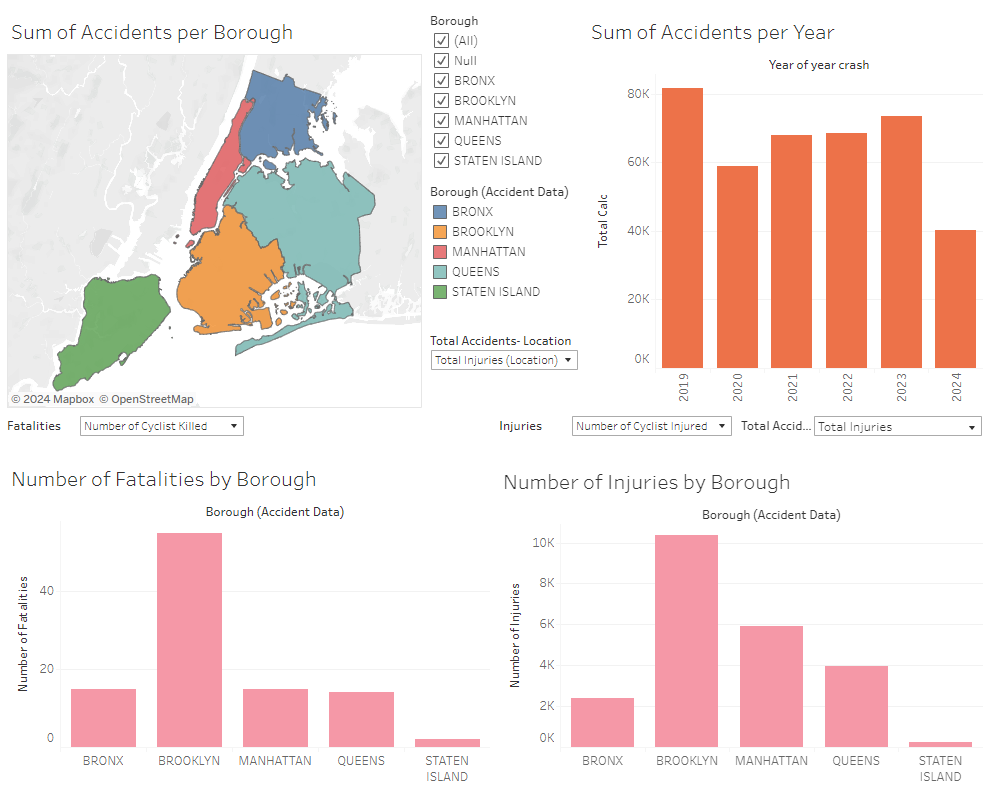 Sum of Accidents per Borough
© 2024 Mapbox © OpenStreetMap
Borough
(All)
Null
BRONX
BROOKLYN
MANHATTAN
QUEENS
STATEN ISLAND
Borough (Accident Data)
BRONX
BROOKLYN
MANHATTAN
QUEENS
STATEN ISLAND
Total Accidents- Location
Total Injuries (Location)
Sum of Accidents per Year
Year of year crash
Total Calc
80K
60K
40K
20K
0K
2019
2020
2021
2022
2023
2024
Fatalities
Number of Cyclist Killed
Injuries
Number of Cyclist Injured
Total Accid...
Total Injuries
Number of Fatalities by Borough
Borough (Accident Data)
Number of Fatalities
40
20
0
BRONX
BROOKLYN
MANHATTAN
QUEENS
STATEN
ISLAND
Number of Injuries by Borough
Borough (Accident Data)
Number of Injuries
10K
8K
6K
4K
2K
0K
BRONX
BROOKLYN
MANHATTAN
QUEENS
STATEN
ISLAND